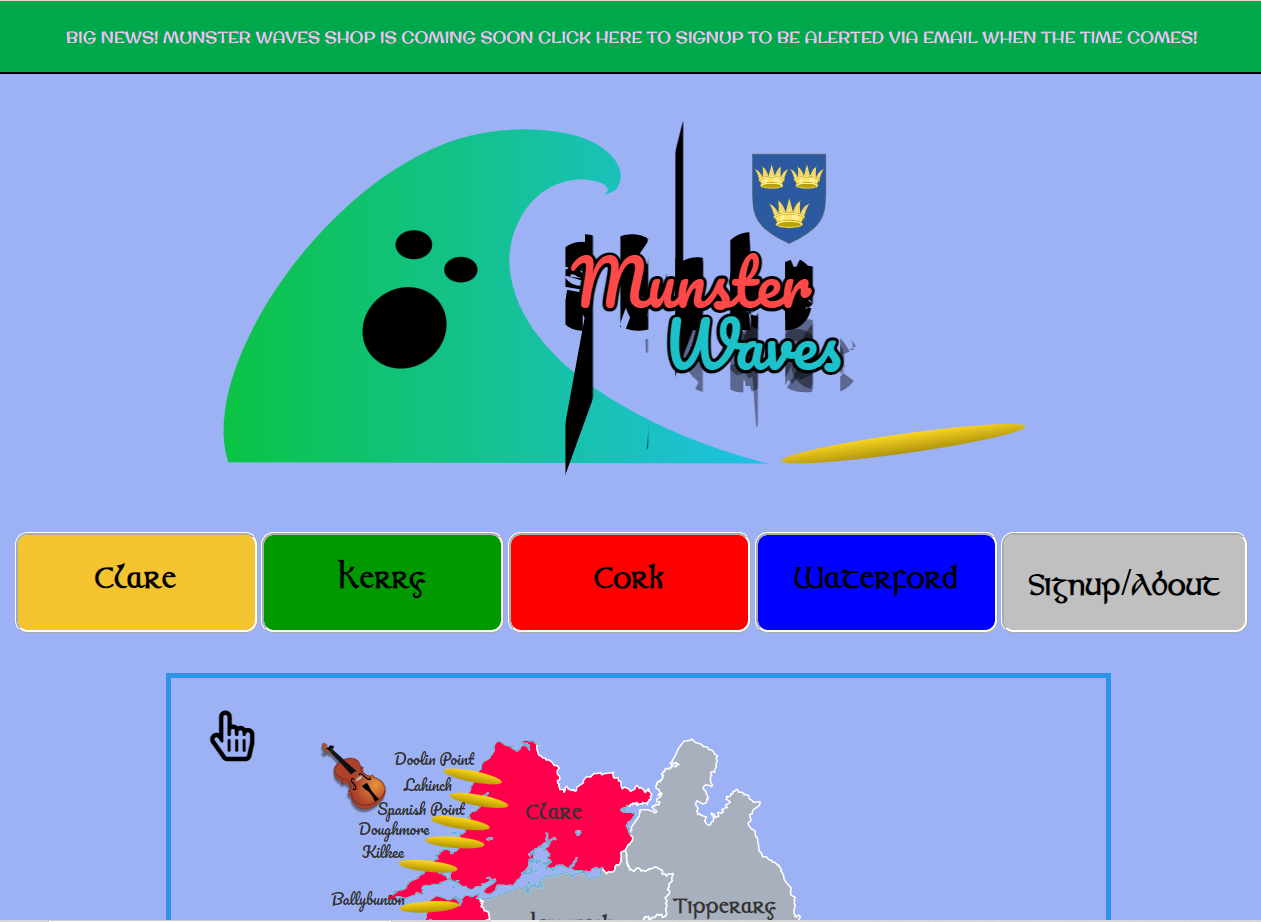 BIG NEWS! MUNSTER WAVES SHOP IS COMING SOON CLICK HERE TO SIGNUP TO BE ALERTED VIA EMAIL WHEN THE TIME COMES!
Munster
Waves
Clare
Kerry
Cork
Waterford
Signup/About
Doolin Point
Lahinch
Spanish Point
Clare
Doughmore
Kilkee
Ballybunion
Tipperary